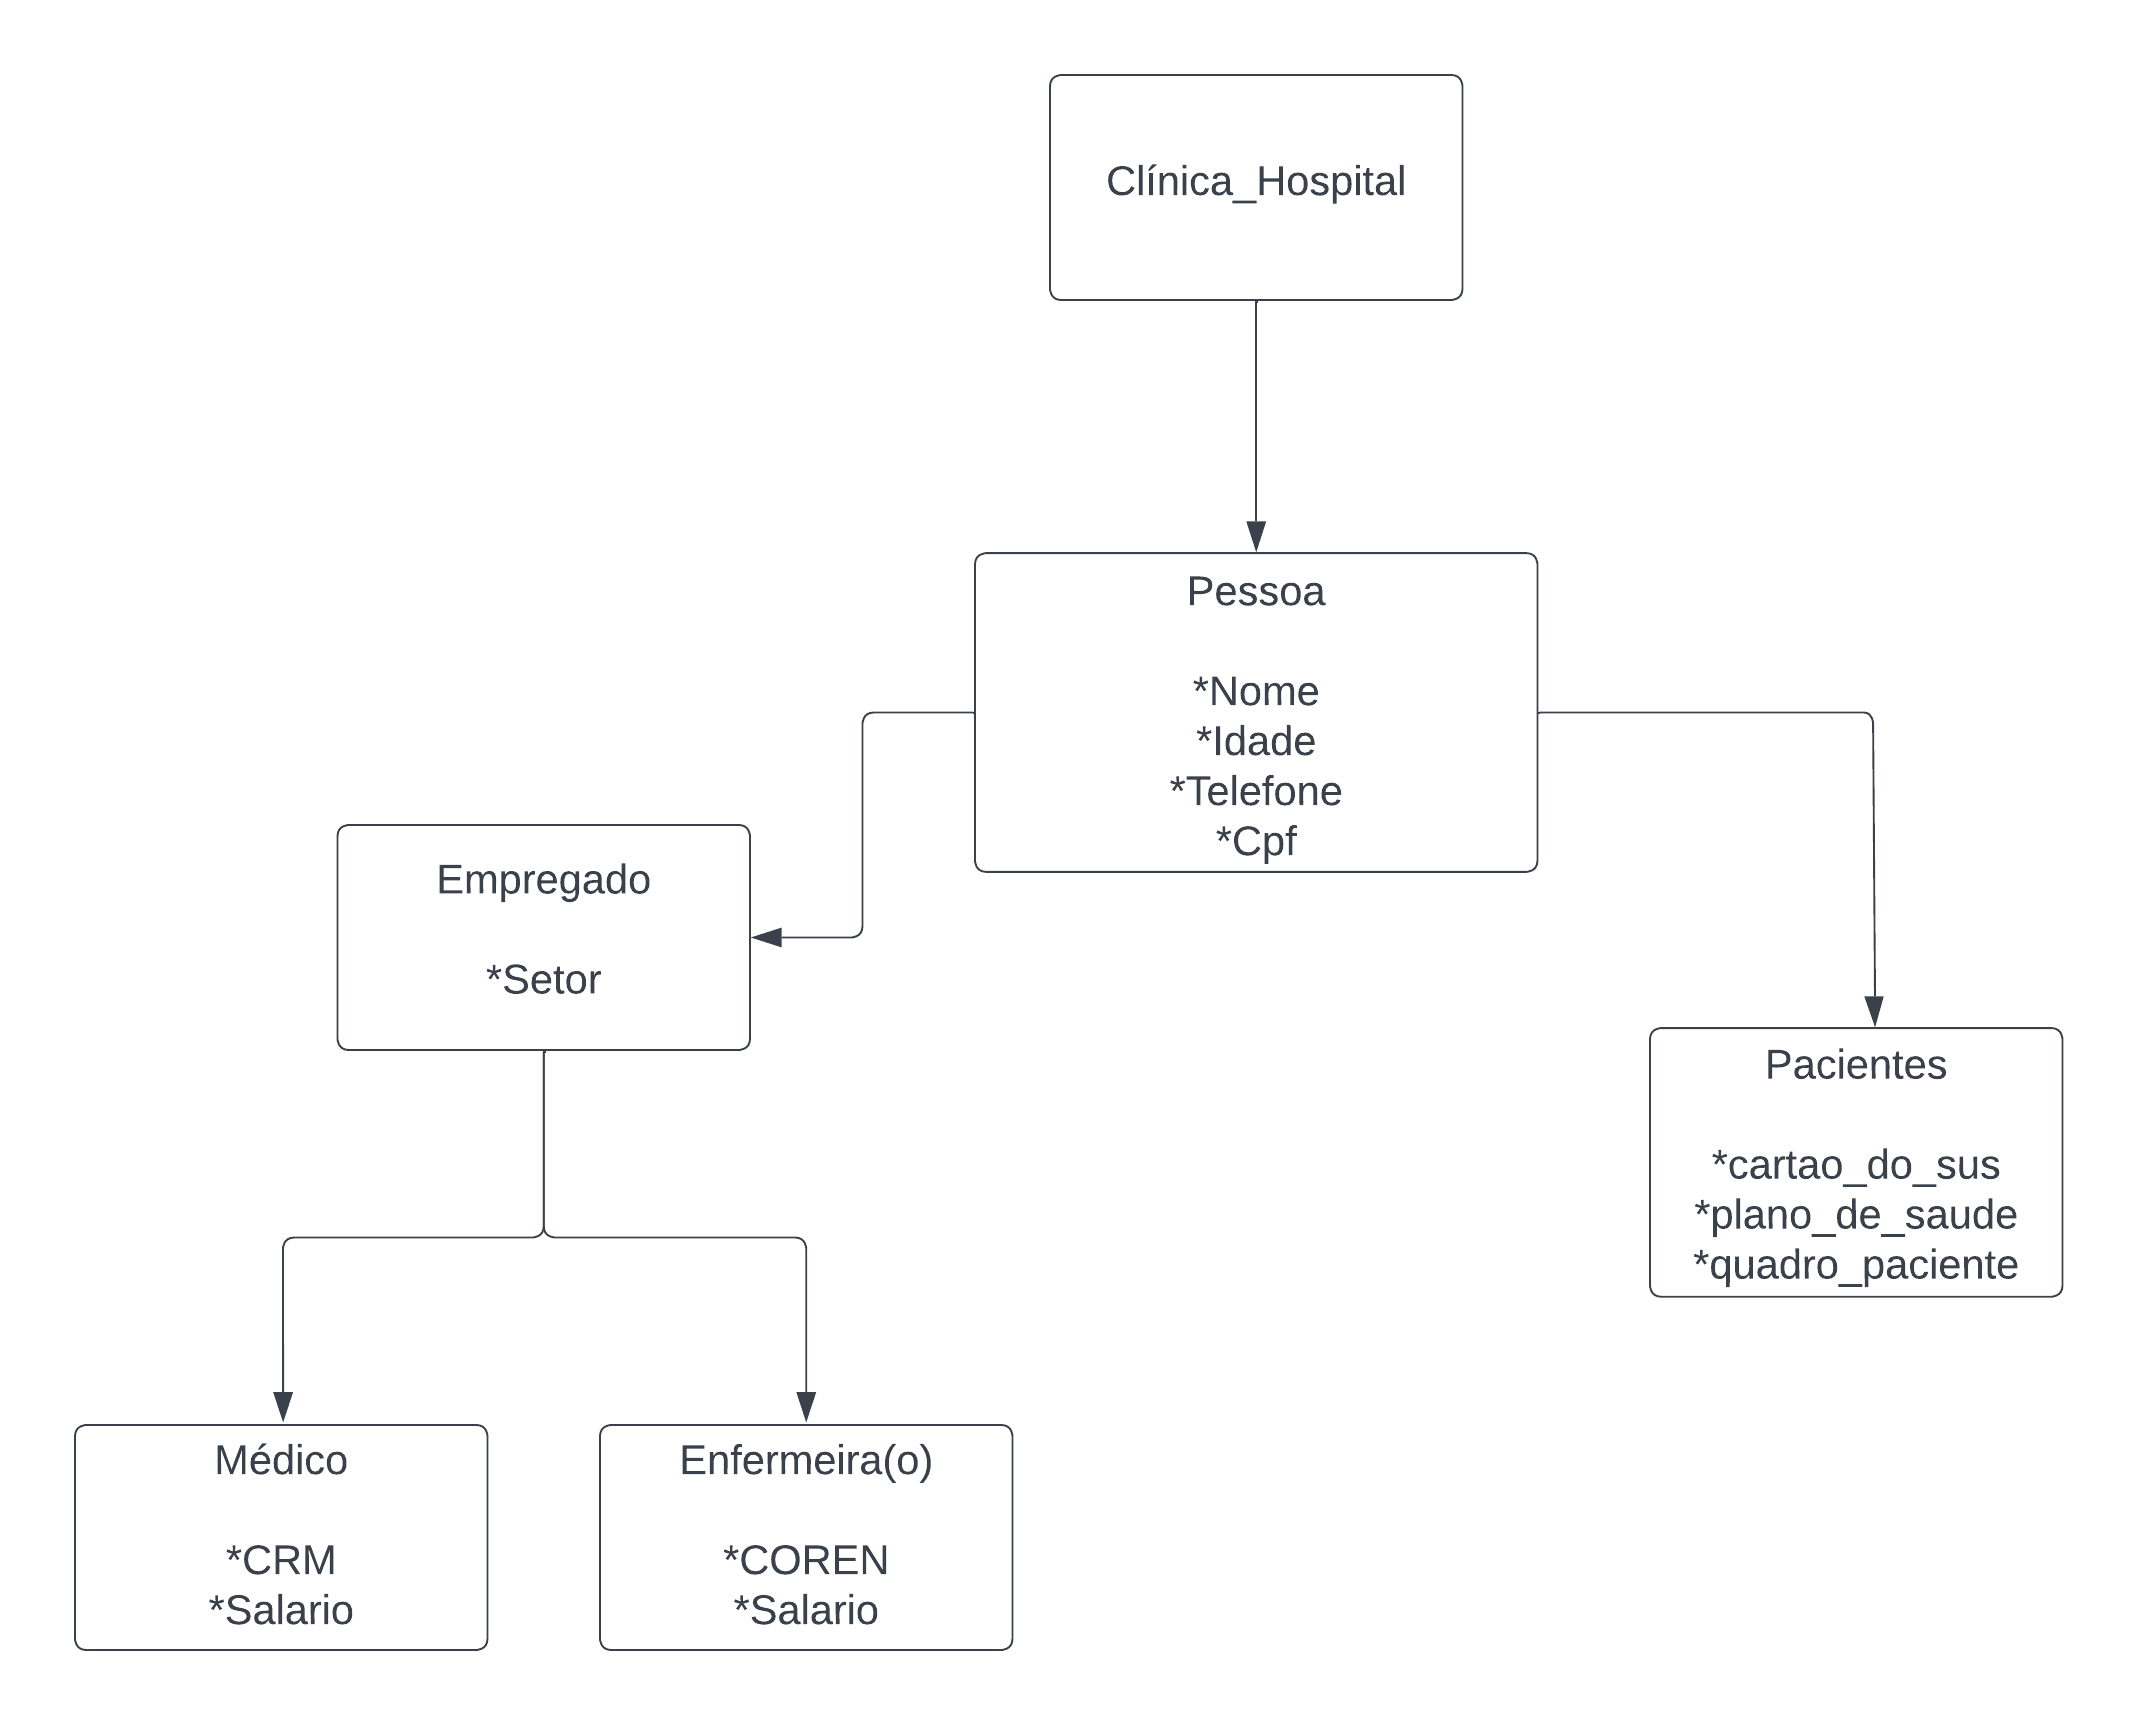 Clínica_Hospital
Pessoa
*Nome
*Idade
*Telefone
*Cpf
Empregado
*Setor
Pacientes
*cartao_do_sus
*plano_de_saude
*quadro_paciente
Médico
*CRM
*Salario
Enfermeira(o)
*COREN
*Salario